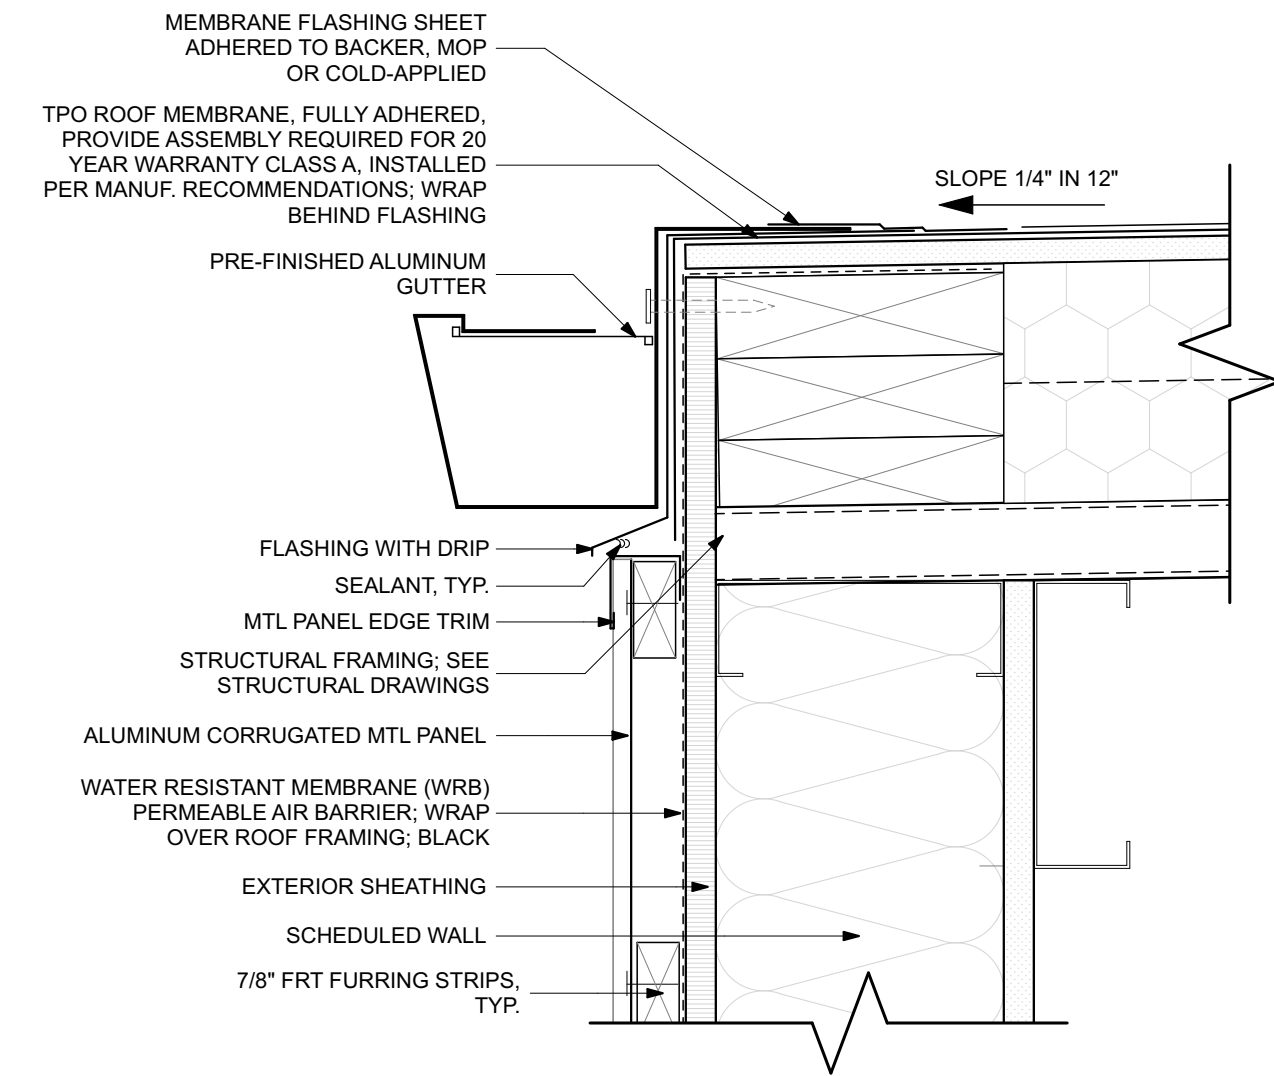 MEMBRANE FLASHING SHEET
ADHERED TO BACKER, MOP
OR COLD-APPLIED
TPO ROOF MEMBRANE, FULLY ADHERED,
PROVIDE ASSEMBLY REQUIRED FOR 20
YEAR WARRANTY CLASS A, INSTALLED
PER MANUF. RECOMMENDATIONS; WRAP
BEHIND FLASHING
SLOPE 1/4" IN 12"
PRE-FINISHED ALUMINUM
GUTTER
FLASHING WITH DRIP
SEALANT, TYP.
MTL PANEL EDGE TRIM
STRUCTURAL FRAMING; SEE
STRUCTURAL DRAWINGS
ALUMINUM CORRUGATED MTL PANEL
WATER RESISTANT MEMBRANE (WRB)
PERMEABLE AIR BARRIER; WRAP
OVER ROOF FRAMING; BLACK
EXTERIOR SHEATHING
SCHEDULED WALL
7/8" FRT FURRING STRIPS,
TYP.